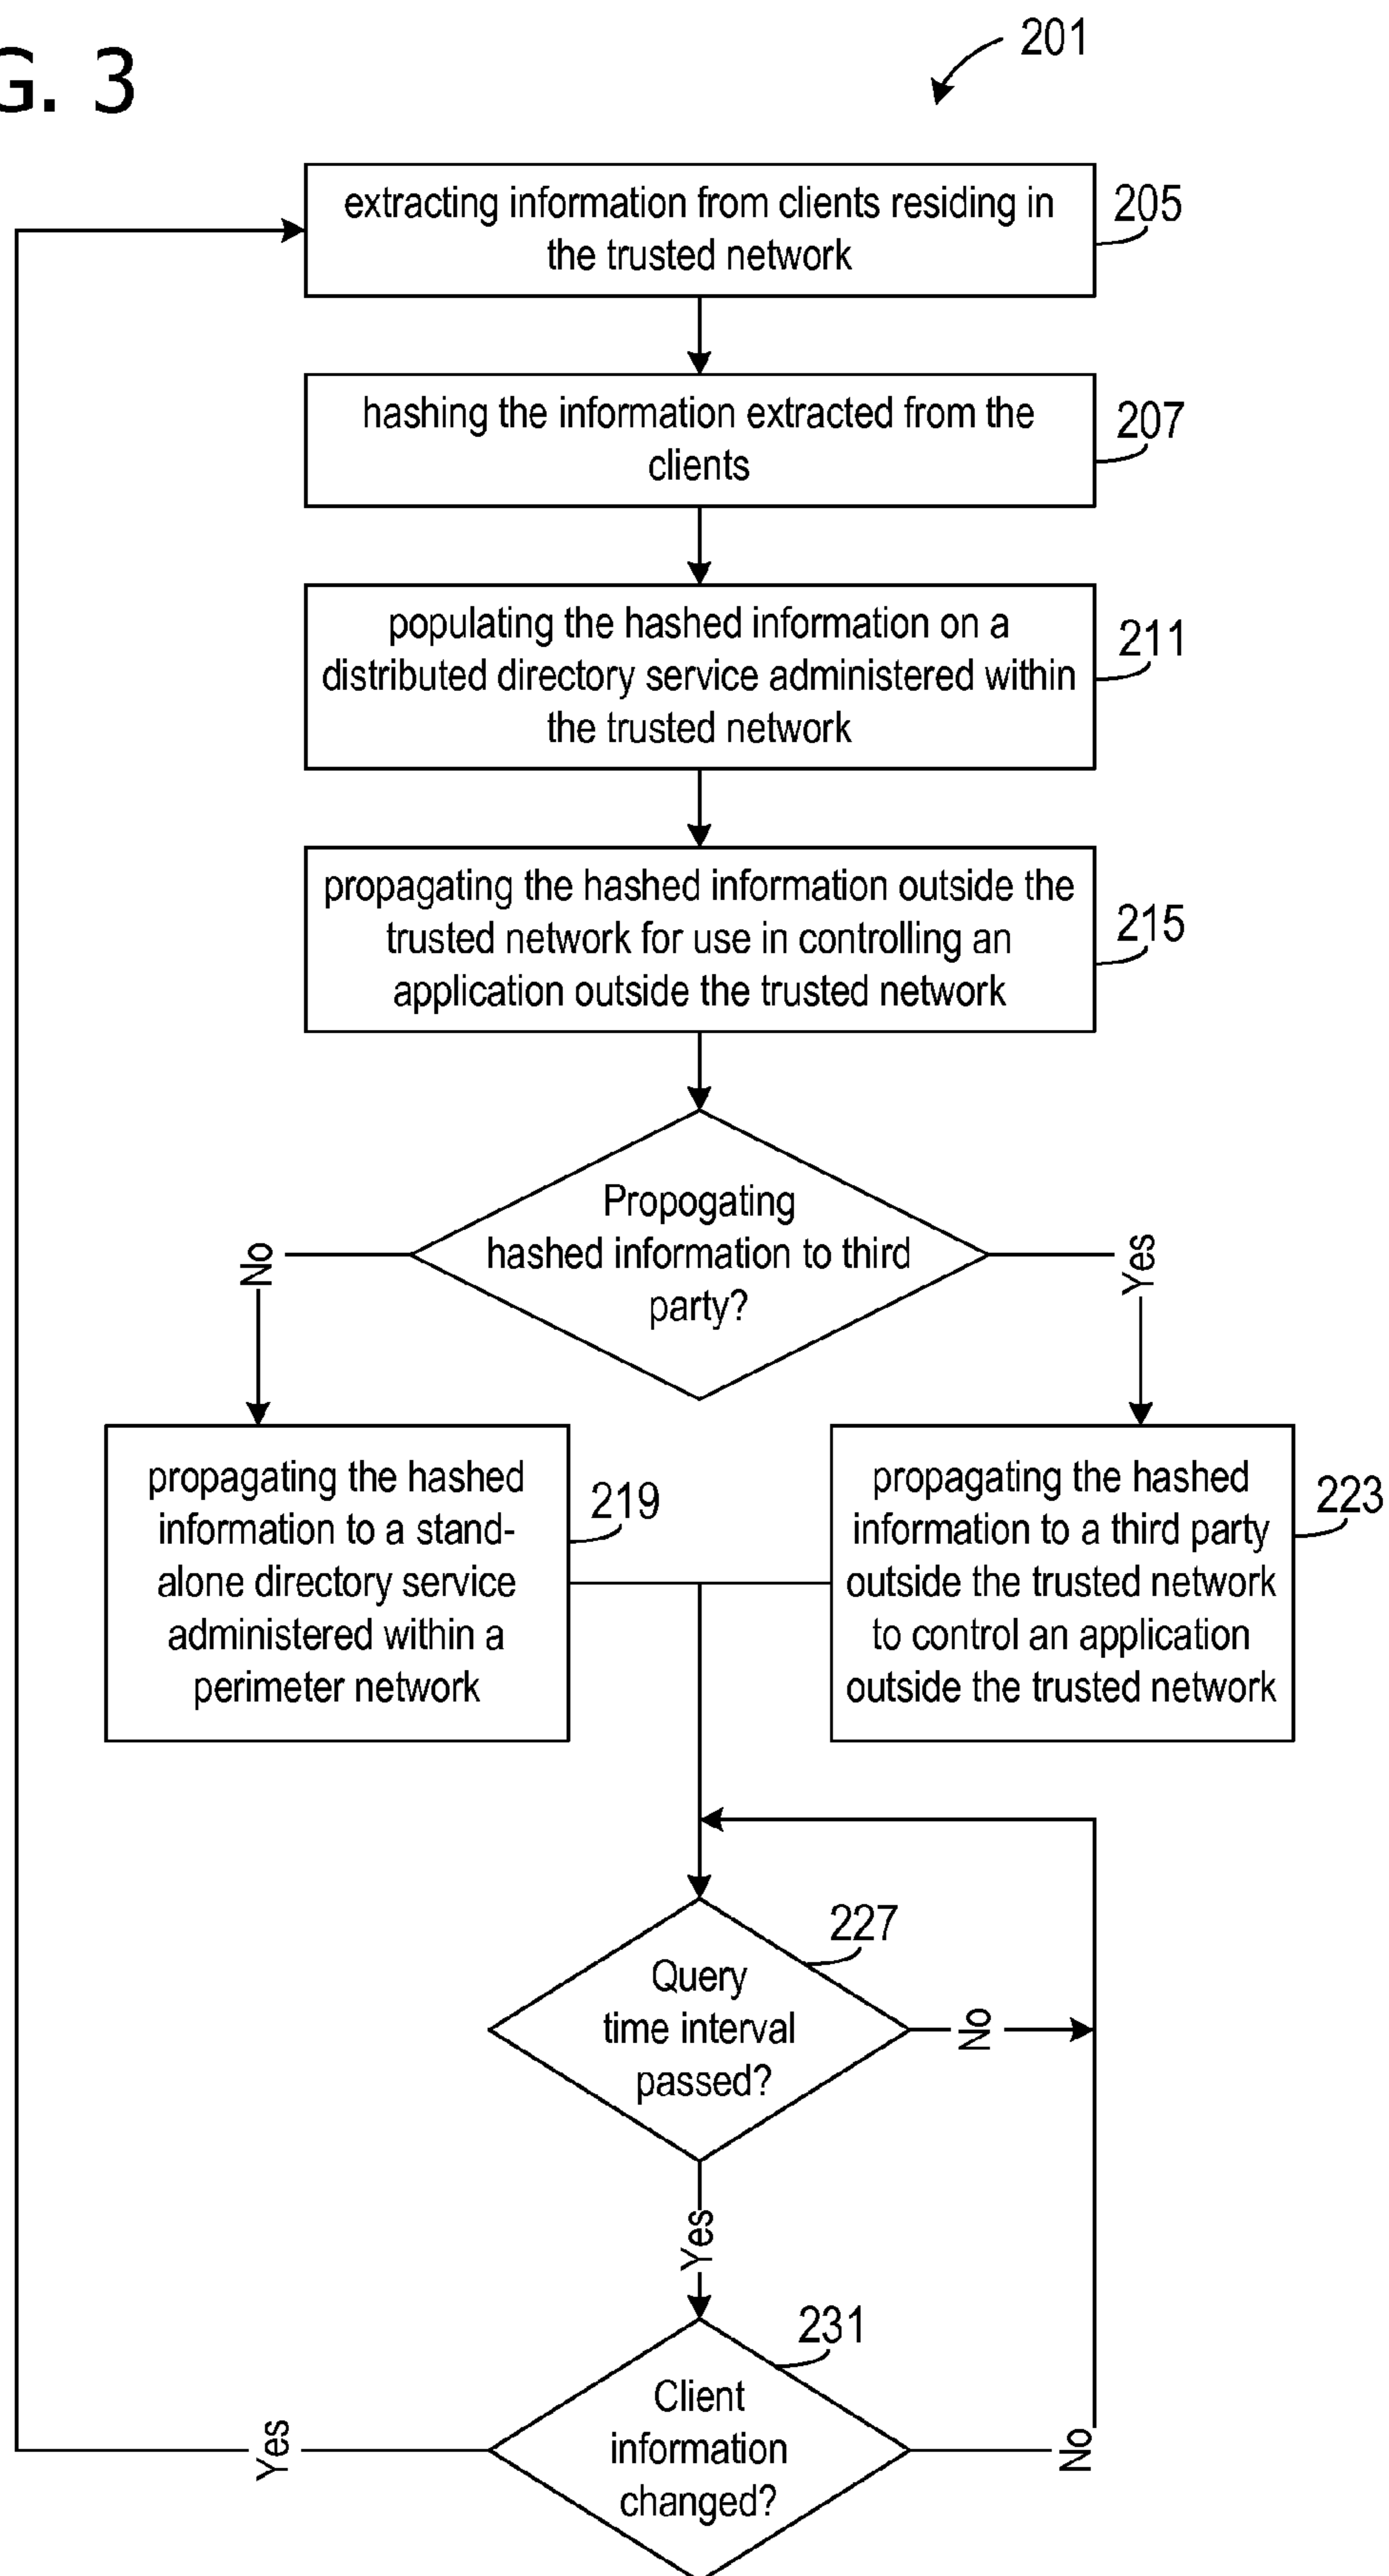 G. 3
201
extracting information from clients residing in
the trusted network
205
hashing the information extracted from the
clients
207
populating the hashed information on a
distributed directory service administered within
the trusted network
211
propagating the hashed information outside the
trusted network for use in controlling an
application outside the trusted network
215
Propogating
hashed information to third
party?
No
Yes
propagating the hashed
information to a stand-
alone directory service
administered within a
perimeter network
219
propagating the hashed
information to a third party
outside the trusted network
to control an application
outside the trusted network
223
Query
time interval
passed?
227
No
Yes
Client
information
changed?
231
Yes
No